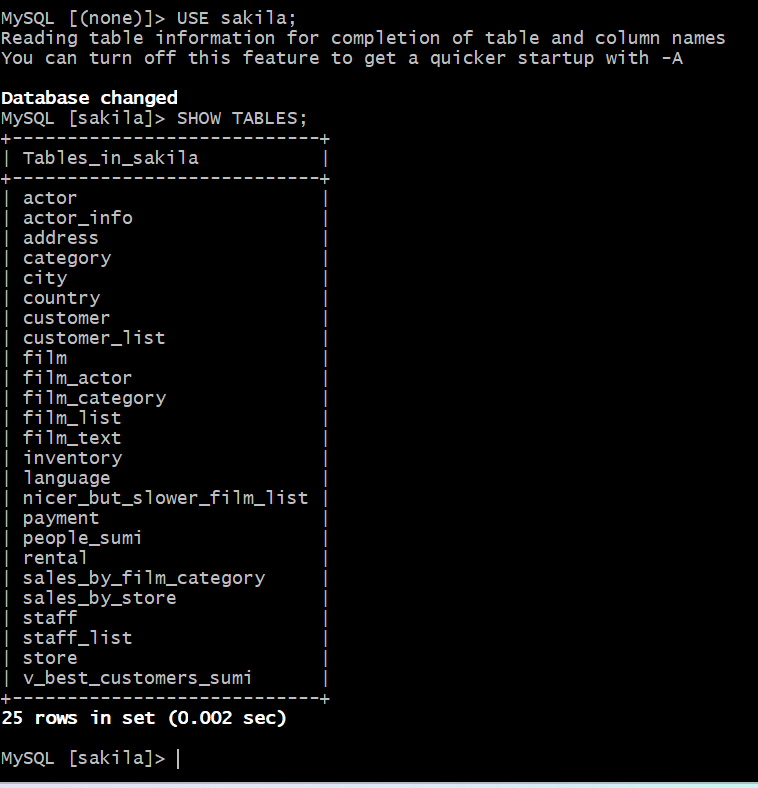 MySQL [(none)]> USE sakila;
Reading table information for completion of table and column names
You can turn off this feature to get a quicker startup with -A
Database changed
MySQL [sakila]> SHOW TABLES;
+----------------------------+
| Tables_in_sakila           |
+----------------------------+
| actor                      |
| actor_info                 |
| address                    |
| category                   |
| city                       |
| country                    |
| customer                   |
| customer_list              |
| film                       |
| film_actor                 |
| film_category              |
| film_list                  |
| film_text                  |
| inventory                  |
| language                   |
| nicer_but_slower_film_list |
| payment                    |
| people_sumi                |
| rental                     |
| sales_by_film_category     |
| sales_by_store             |
| staff                      |
| staff_list                 |
| store                      |
| v_best_customers_sumi      |
+----------------------------+
25 rows in set (0.002 sec)
MySQL [sakila]>